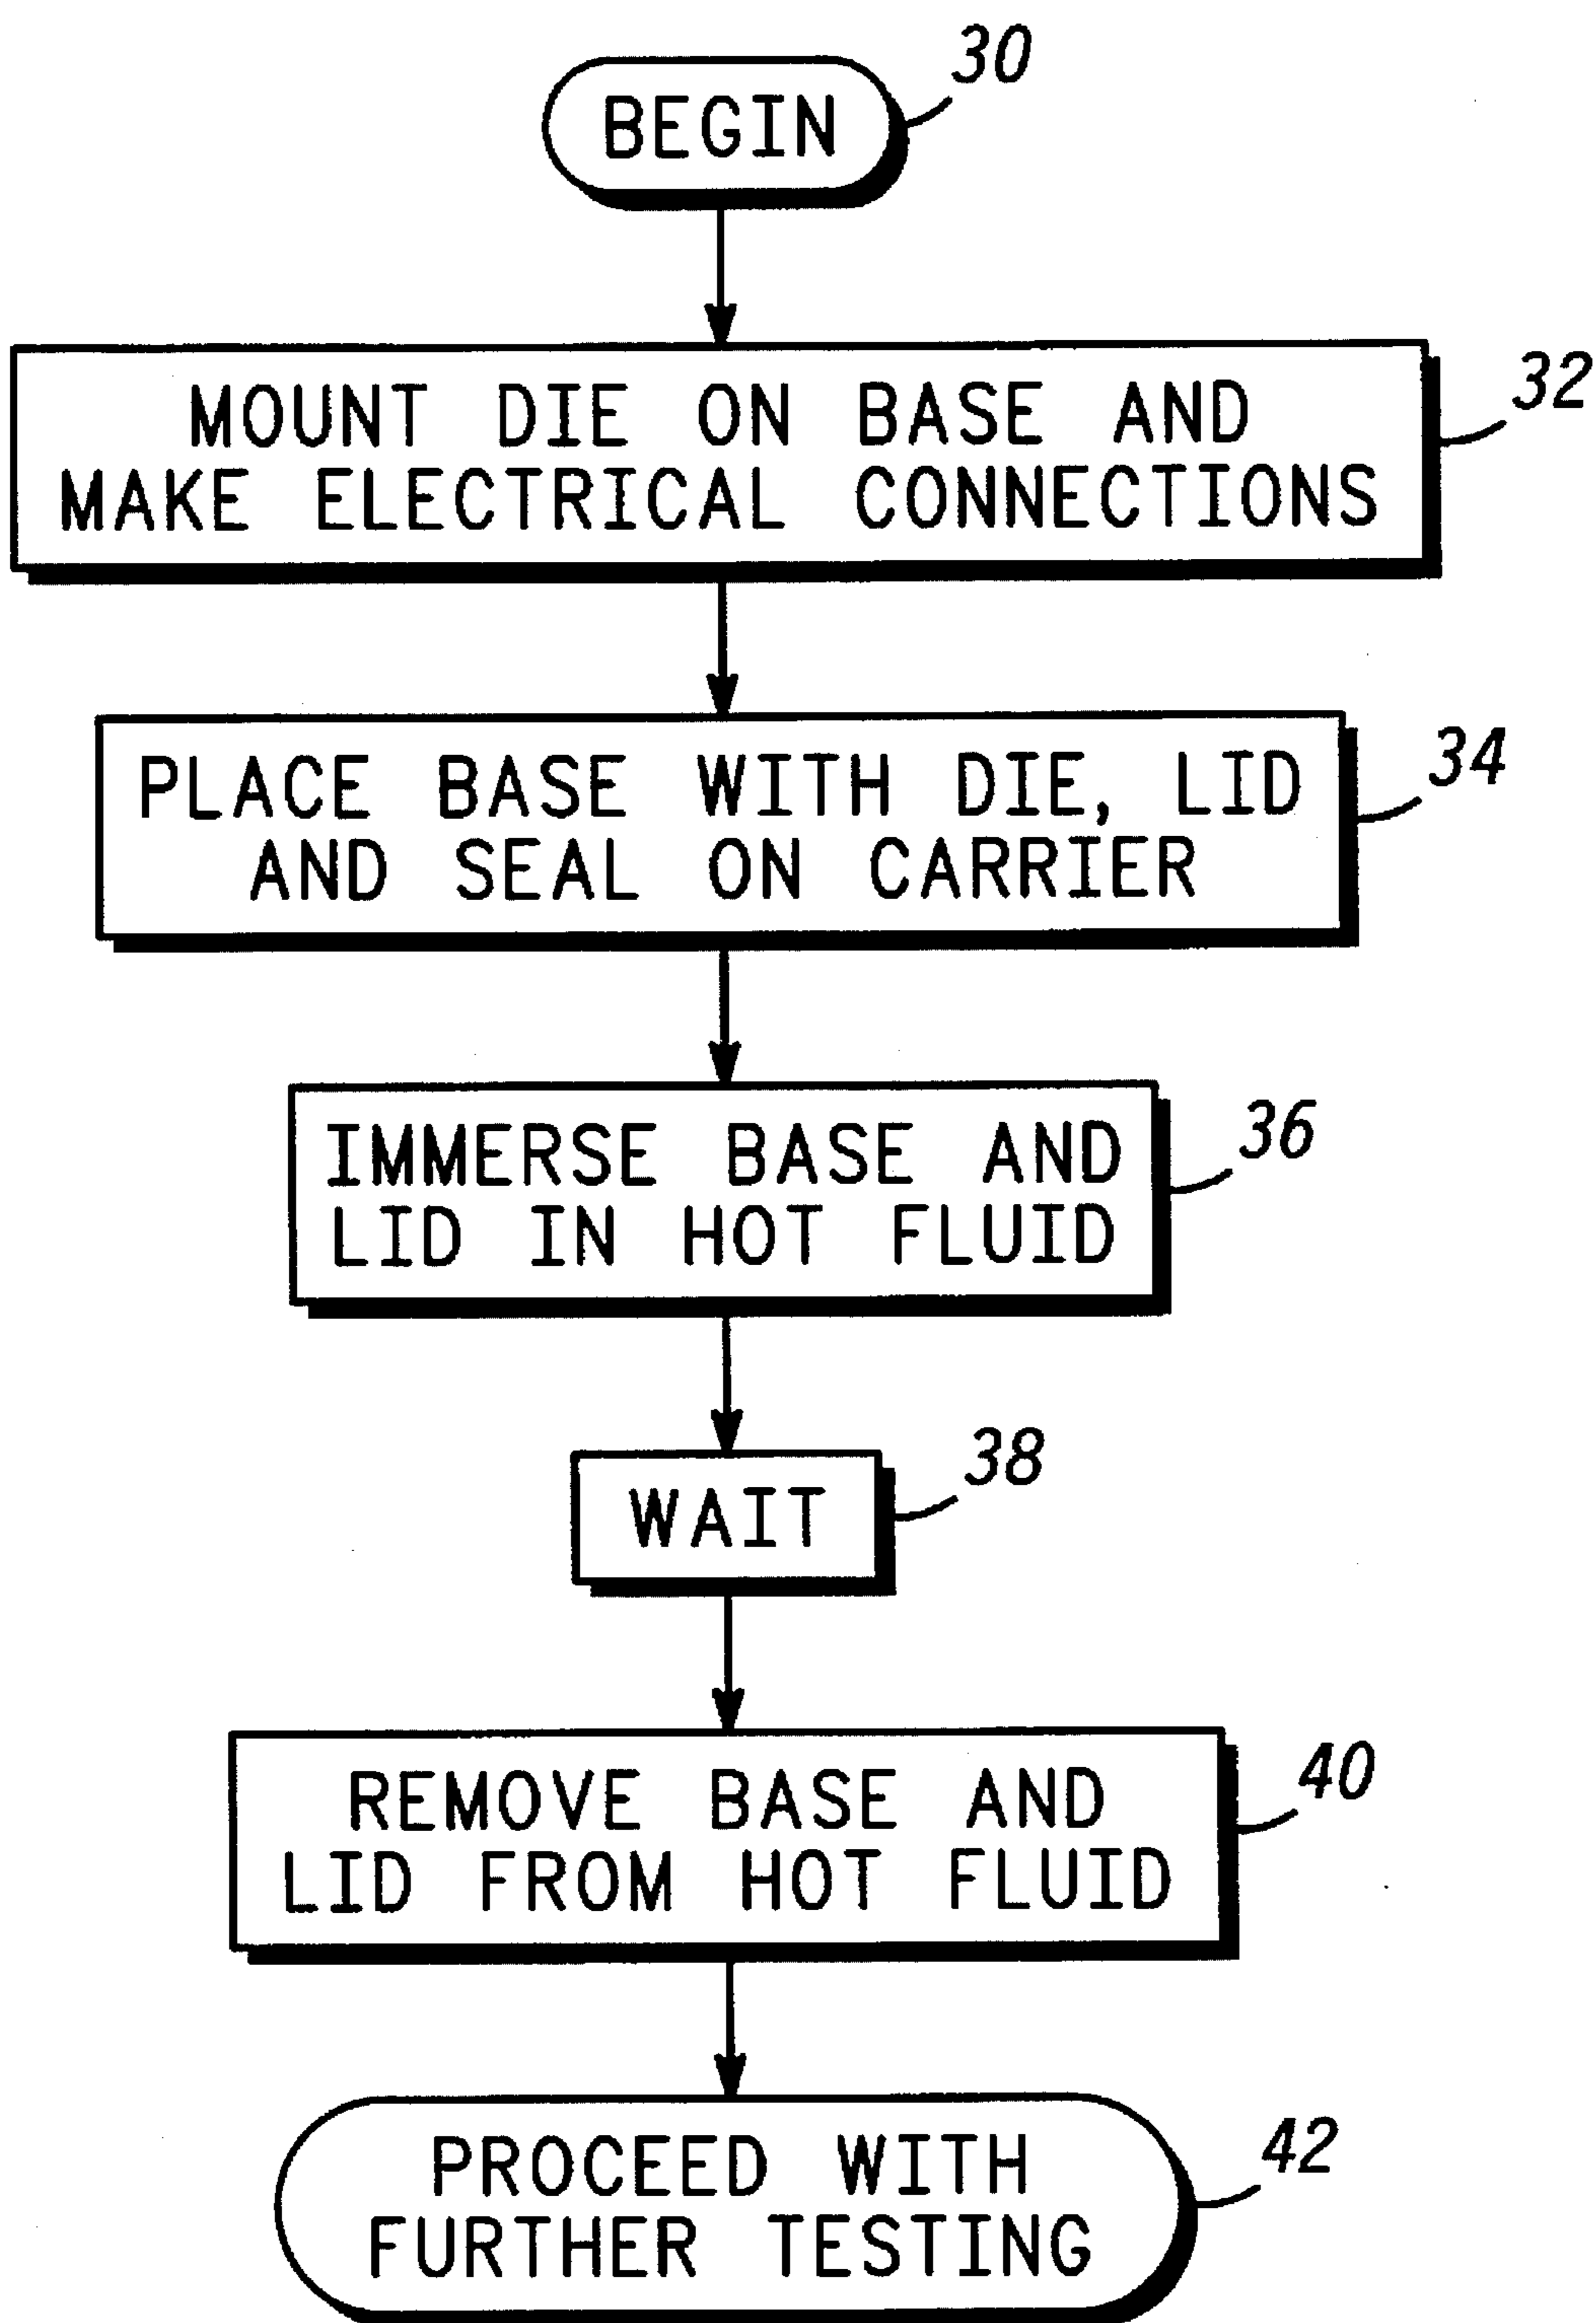 30
BEGIN
32
MOUNT DIE ON BASE AND
MAKE ELECTRICAL CONNECTIONS
34
PLACE BASE WITH DIE, LID
AND SEAL ON CARRIER
36
IMMERSE BASE AND
LID IN HOT FLUID
38
WAIT
40
REMOVE BASE AND
LID FROM HOT FLUID
42
PROCEED WITH
FURTHER TESTING